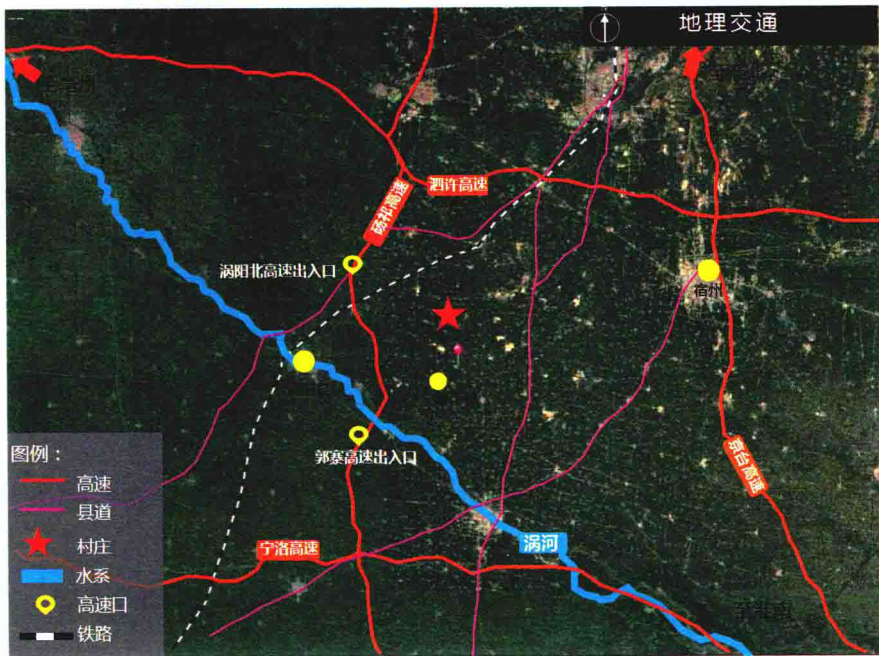 地理交通
泗许高速
砀祁高速
涡阳北高速出入口
宿州
郭寨高速出入口
京台高速
宁洛高速
涡河
图例：
高速
县道
村庄
水系
高速口
铁路